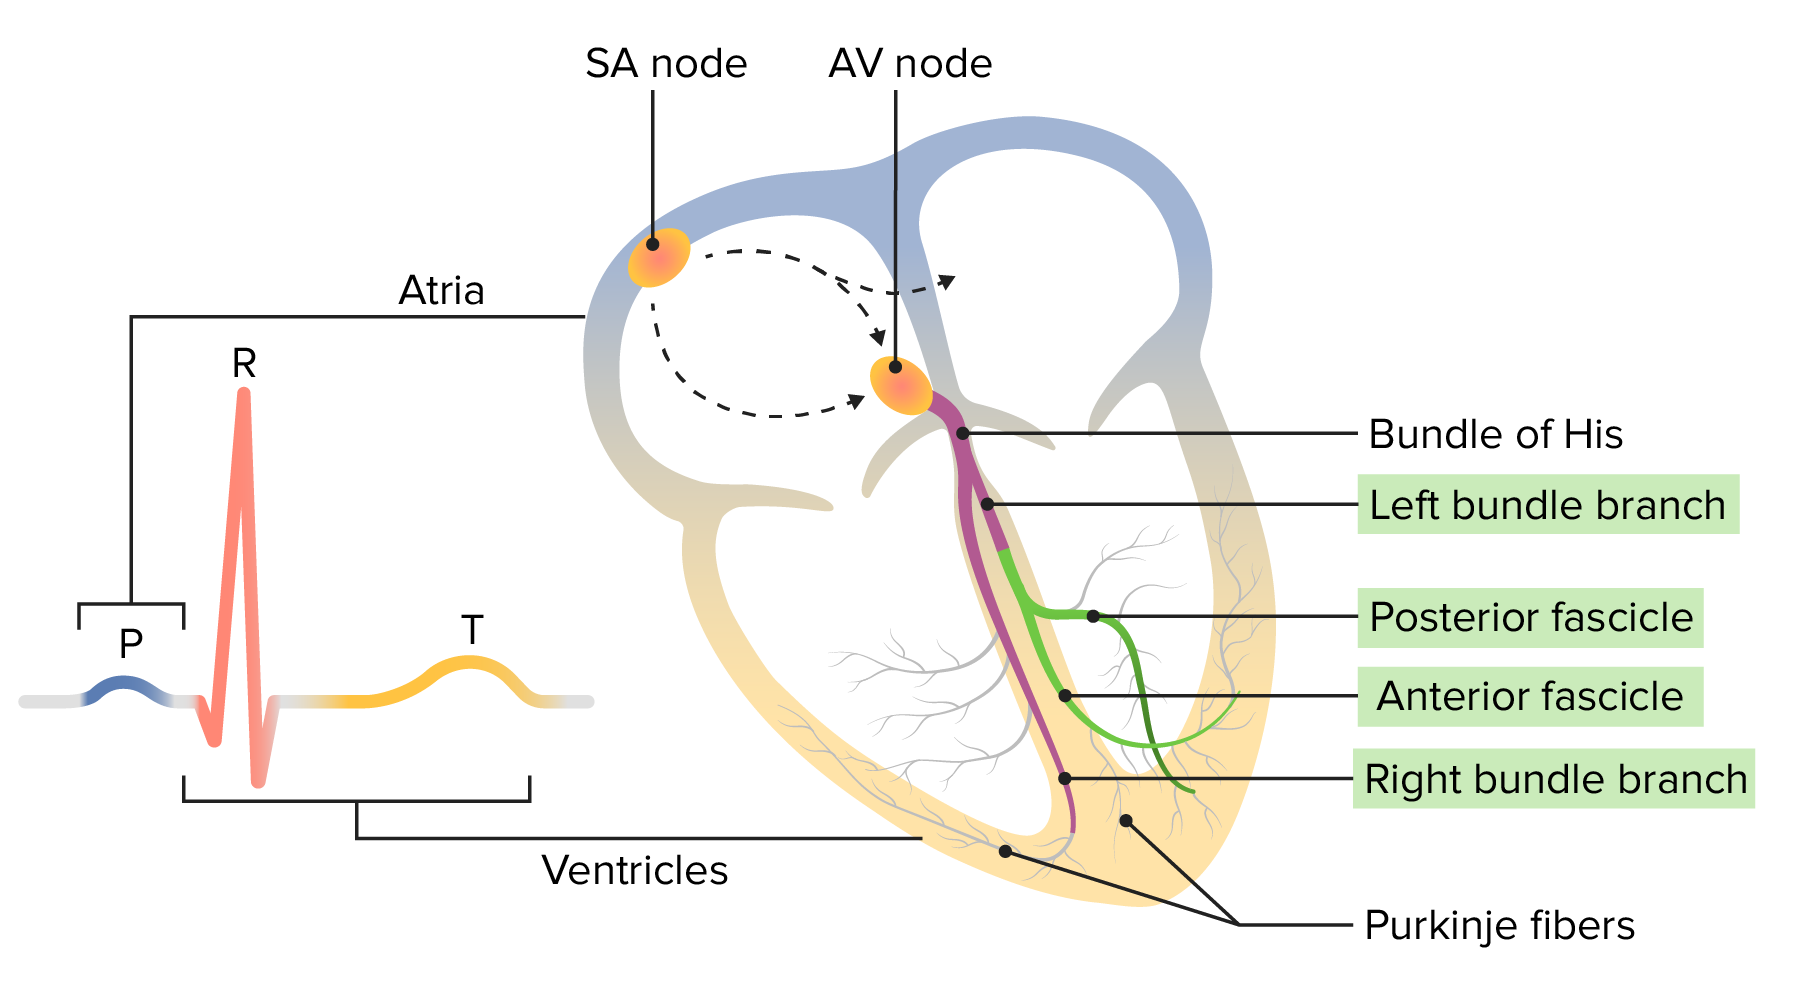 SA node
AV node
Atria
R
P
T
Ventricles
Bundle of His
Left bundle branch
Posterior fascicle
Anterior fascicle
Right bundle branch
Purkinje fibers